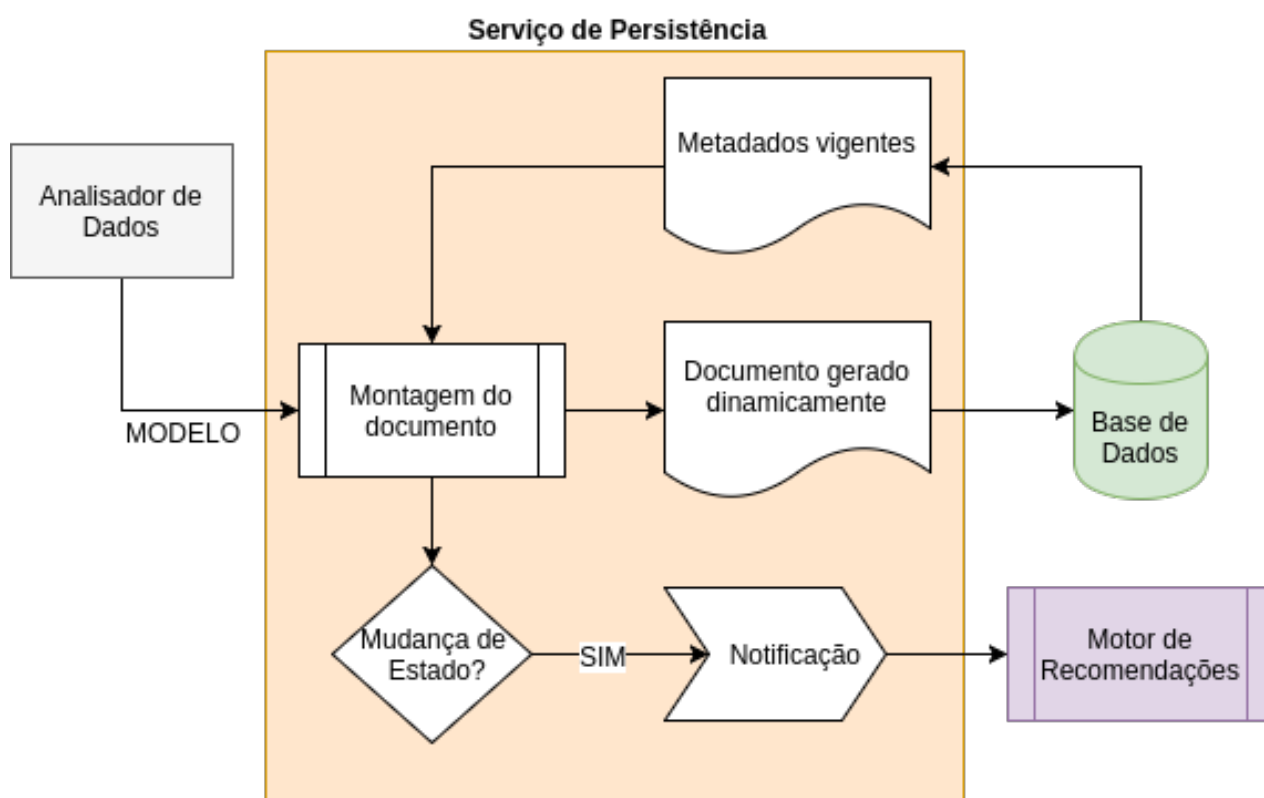 Serviço de Persistência
Metadados vigentes
Analisador de
Dados
MODELO
Montagem do
documento
Documento gerado
dinamicamente
Base de
Dados
Mudança de
Estado?
SIM
Notificação
Motor de
Recomendações